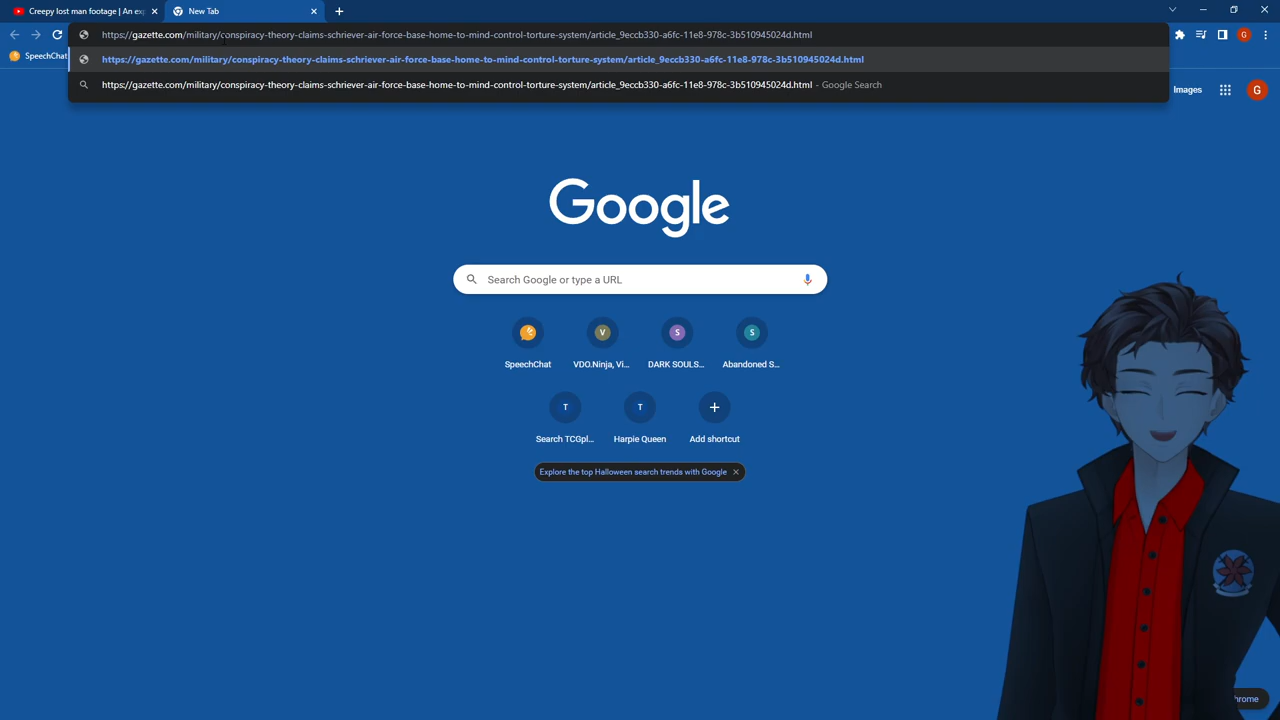 Creepy lost man footage | An exp
New Tab
https://gazette.com/military/conspiracy-theory-claims-schriever-air-force-base-home-to-mind-control-torture-system/article_9eccb330-a6fc-11e8-978c-3b510945024d.html
G
SpeechChat
https://gazette.com/military/conspiracy-theory-claims-schriever-air-force-base-home-to-mind-control-torture-system/article_9eccb330-a6fc-11e8-978c-3b510945024d.html
https://gazette.com/military/conspiracy-theory-claims-schriever-air-force-base-home-to-mind-control-torture-system/article_9eccb330-a6fc-11e8-978c-3b510945024d.html - Google Search
Images
G
Google
Search Google or type a URL
V
S
S
SpeechChat
VDO.Ninja, Vi...
DARK SOULS...
Abandoned S...
T
T
Search TCGpl...
Harpie Queen
Add shortcut
Explore the top Halloween search trends with Google
hrome